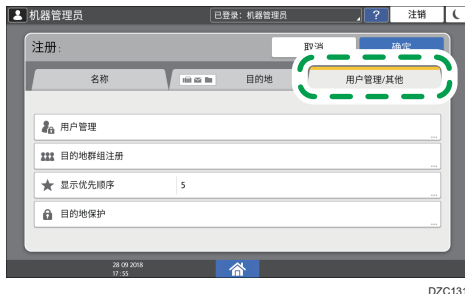 机器管理员
已登录：机器管理员
?
注销
注册:
取消
确定
名称
目的地
用户管理/其他
用户管理
目的地群组注册
显示优先顺序
5
目的地保护
28 09 2018
17 : 55
DZC131